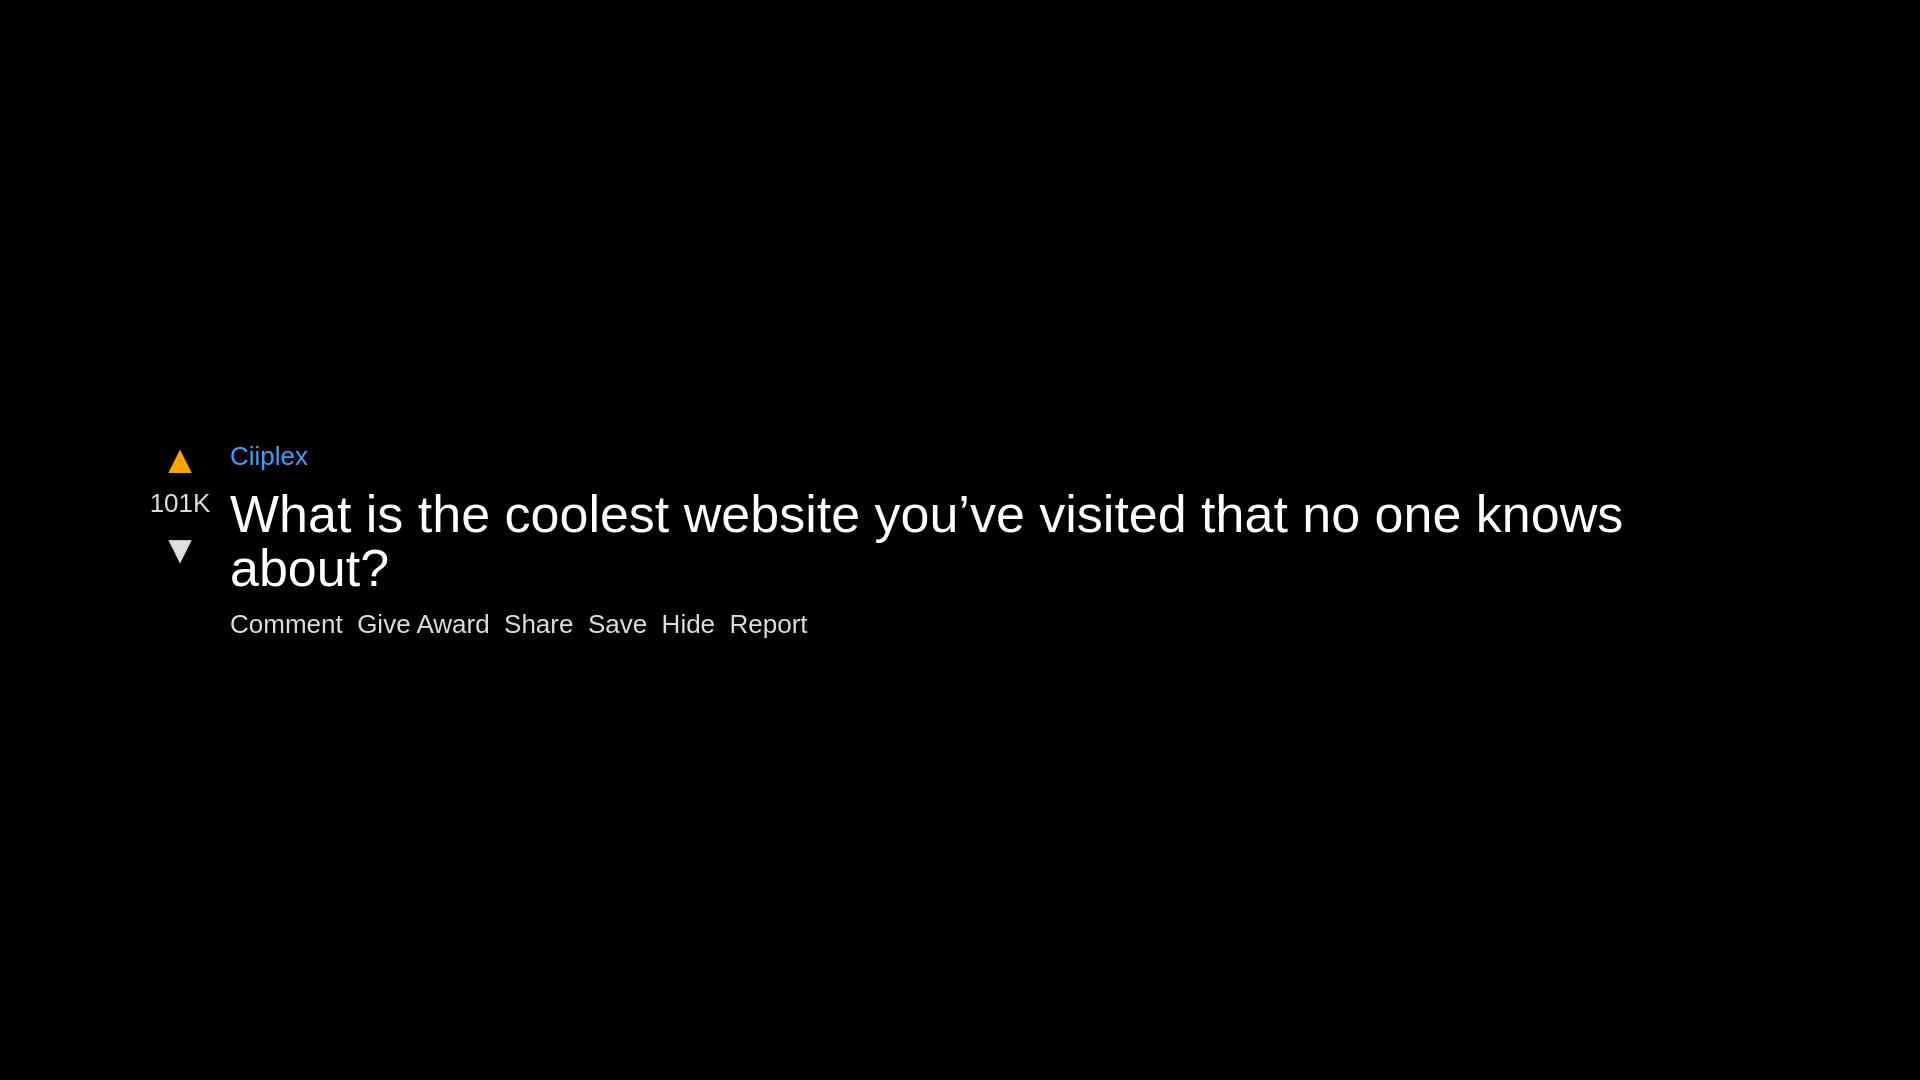 ▲ Ciiplex
101K What is the coolest website you’ve visited that no one knows
▼ about?
Comment Give Award Share Save Hide Report